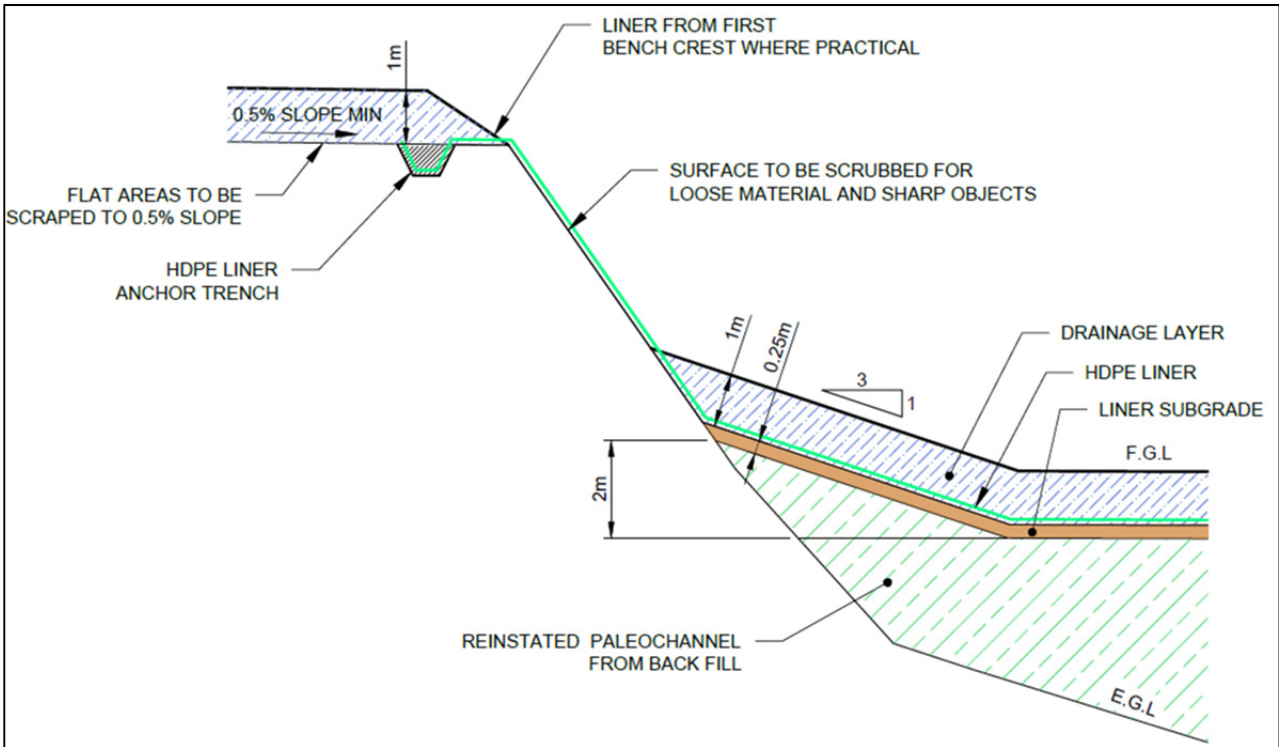 LINER FROM FIRST
BENCH CREST WHERE PRACTICAL
1m
0.5% SLOPE MIN
SURFACE TO BE SCRUBBED FOR
LOOSE MATERIAL AND SHARP OBJECTS
FLAT AREAS TO BE
SCRAPED TO 0.5% SLOPE
HDPE LINER
ANCHOR TRENCH
1m
0.25m
DRAINAGE LAYER
3
1
HDPE LINER
LINER SUBGRADE
F.G.L
2m
REINSTATED PALEOCHANNEL
FROM BACK FILL
E.G.L